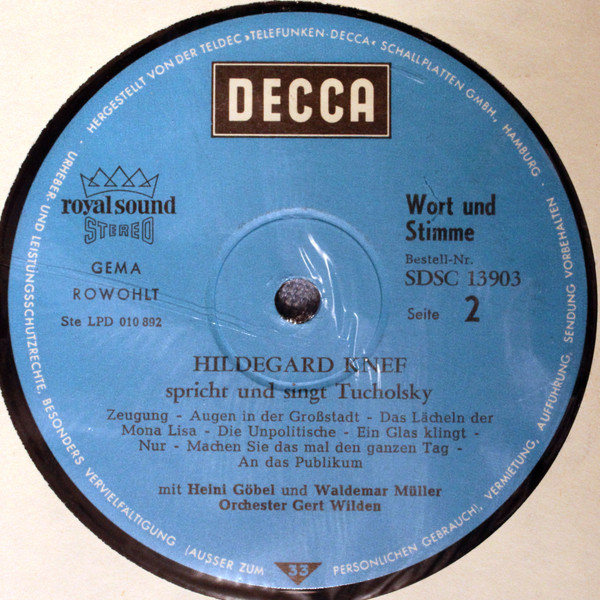 · HERGESTELLT VON DER TELDEC »TELEFUNKEN-DECCA« SCHALLPLATTEN GMBH., HAMBURG ·
DECCA
royal sound
STEREO
GEMA
ROWOHLT
Ste LPD 010 892
Wort und
Stimme
Bestell-Nr.
SDSC 13903
Seite 2
HILDEGARD KNEF
spricht und singt Tucholsky
Zeugung - Augen in der Großstadt - Das Lächeln der
Mona Lisa - Die Unpolitische - Ein Glas klingt -
Nur - Machen Sie das mal den ganzen Tag -
An das Publikum
mit Heini Göbel und Waldemar Müller
Orchester Gert Wilden
33
URHEBER- UND LEISTUNGSSCHUTZRECHTE, BESONDERS VERVIELFÄLTIGUNG (AUSSER ZUM PERSÖNLICHEN GEBRAUCH), VERMIETUNG, AUFFÜHRUNG, SENDUNG VORBEHALTEN